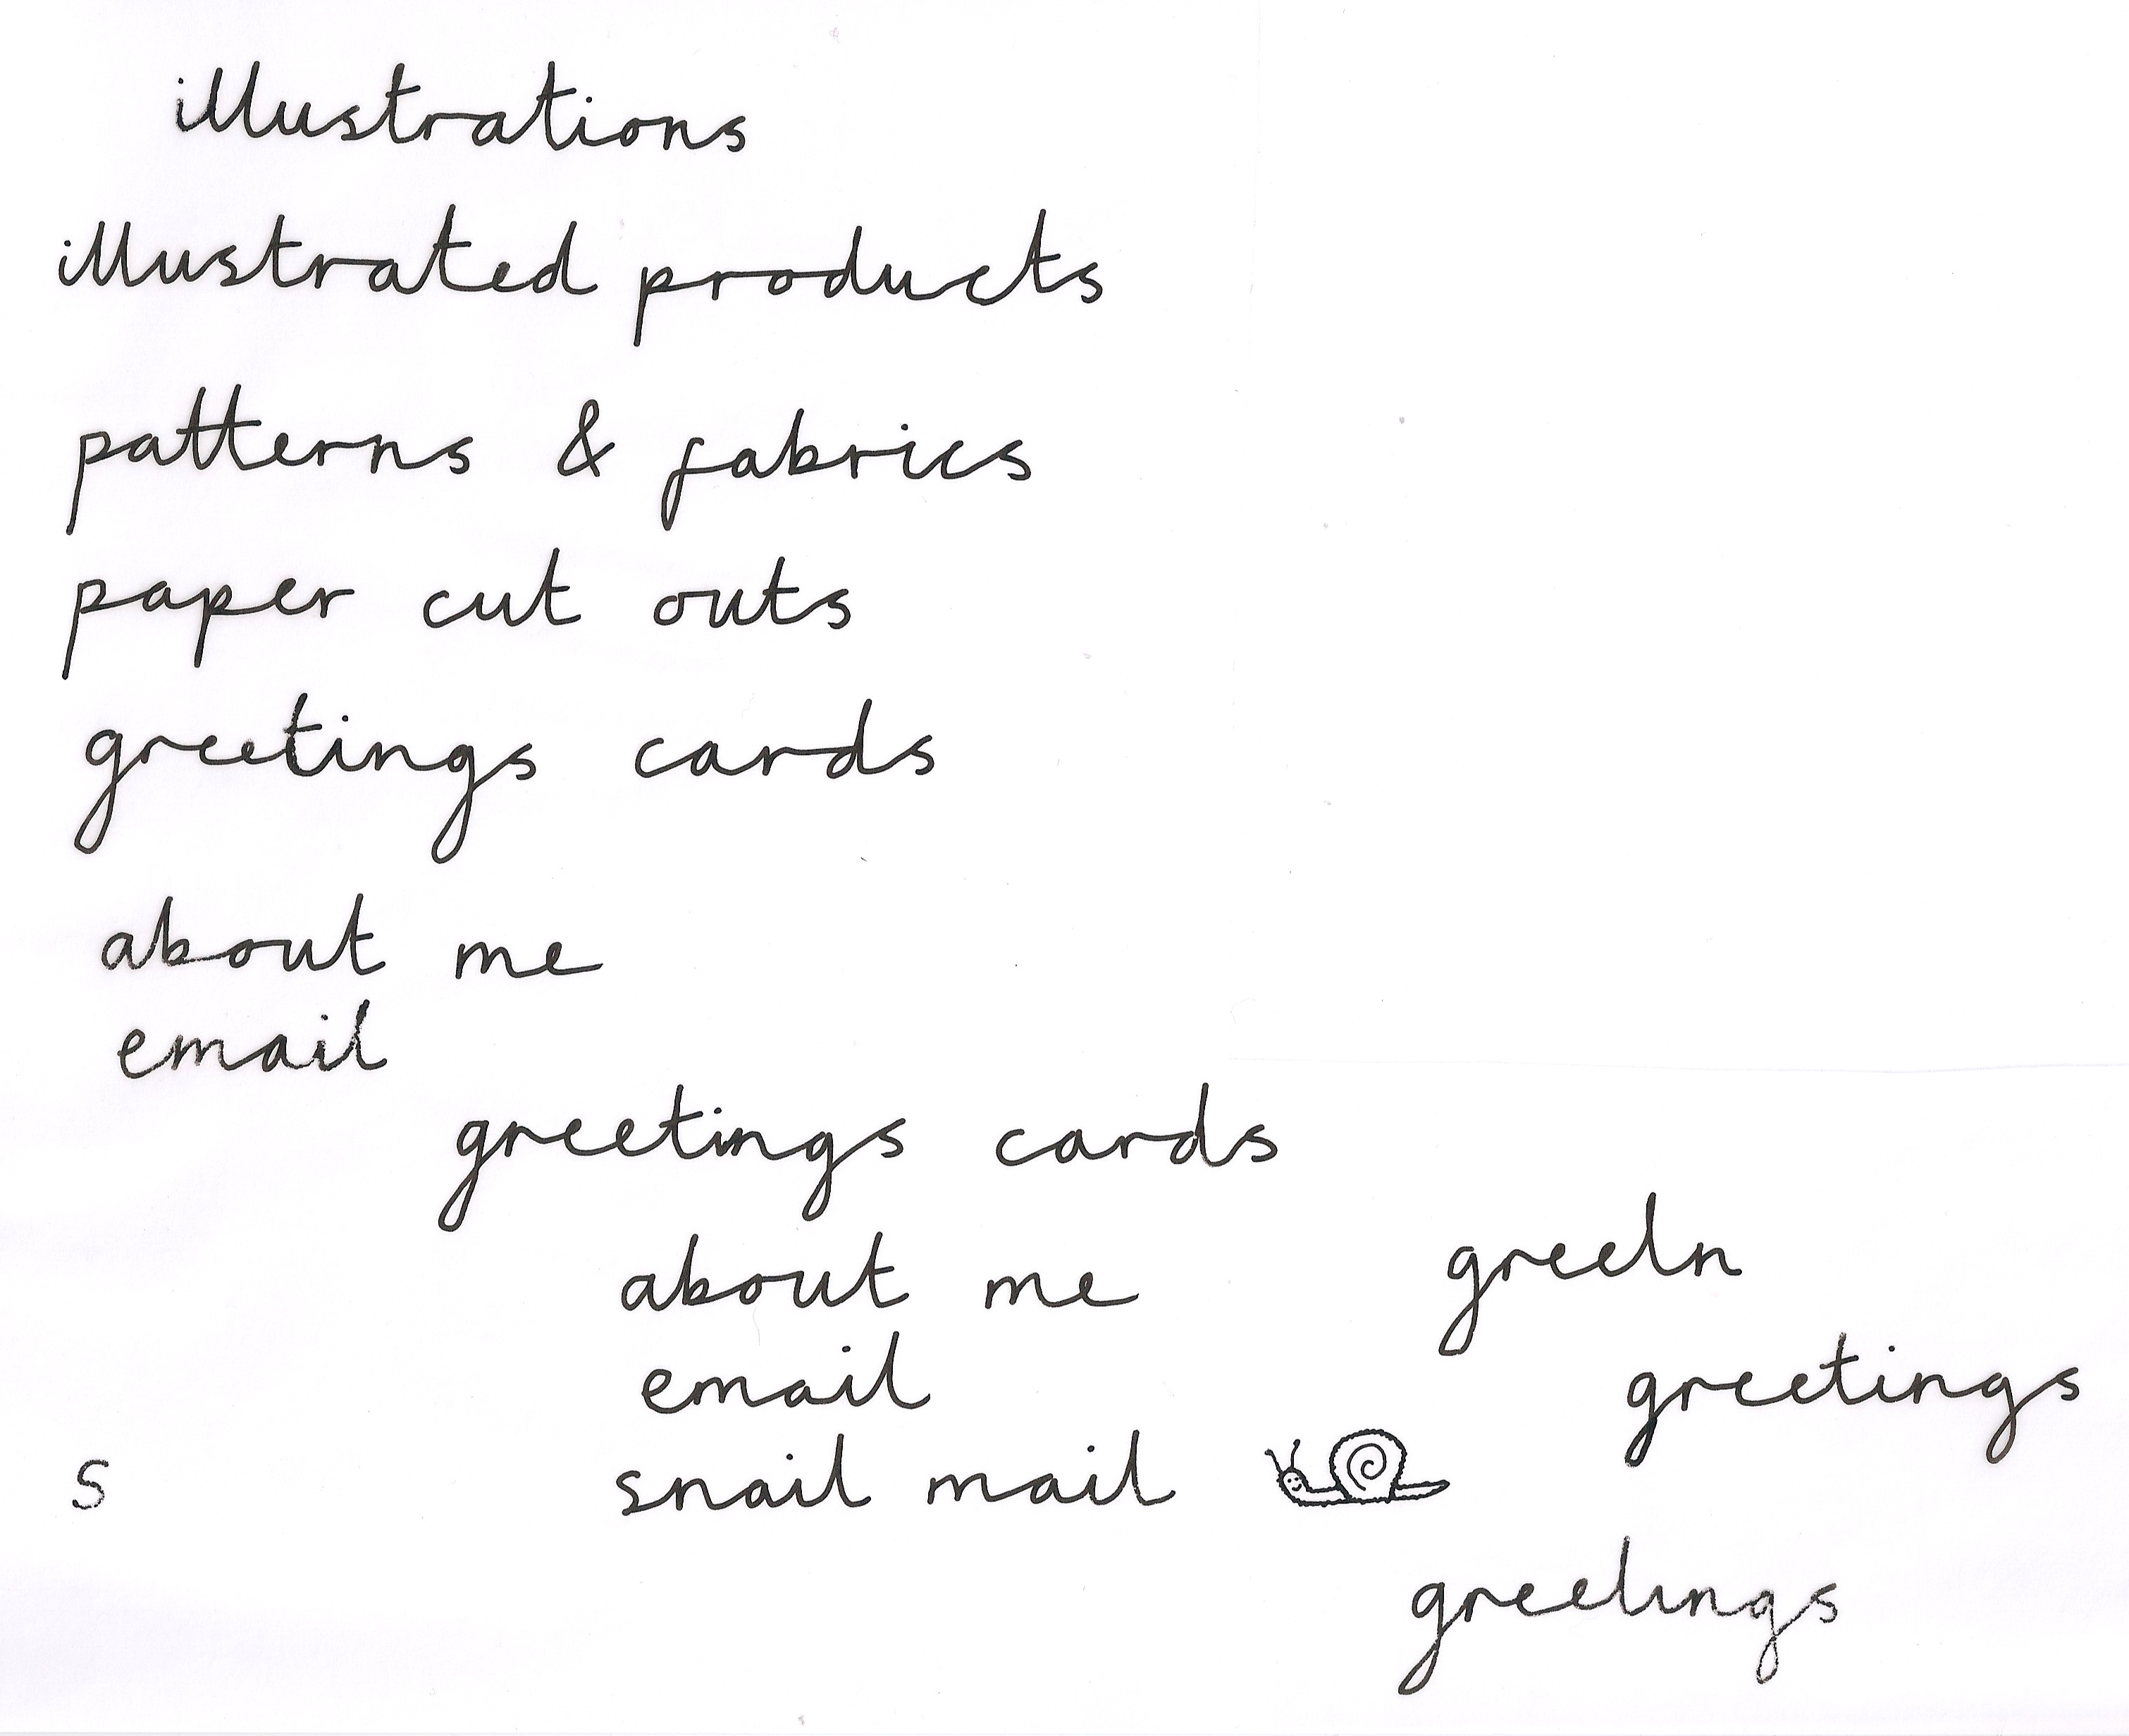 illustrations
illustrated products
patterns & fabrics
paper cut outs
greetings cards
about me
email
greetings cards
about me
greeln
email
greetings
s
snail mail
greelings